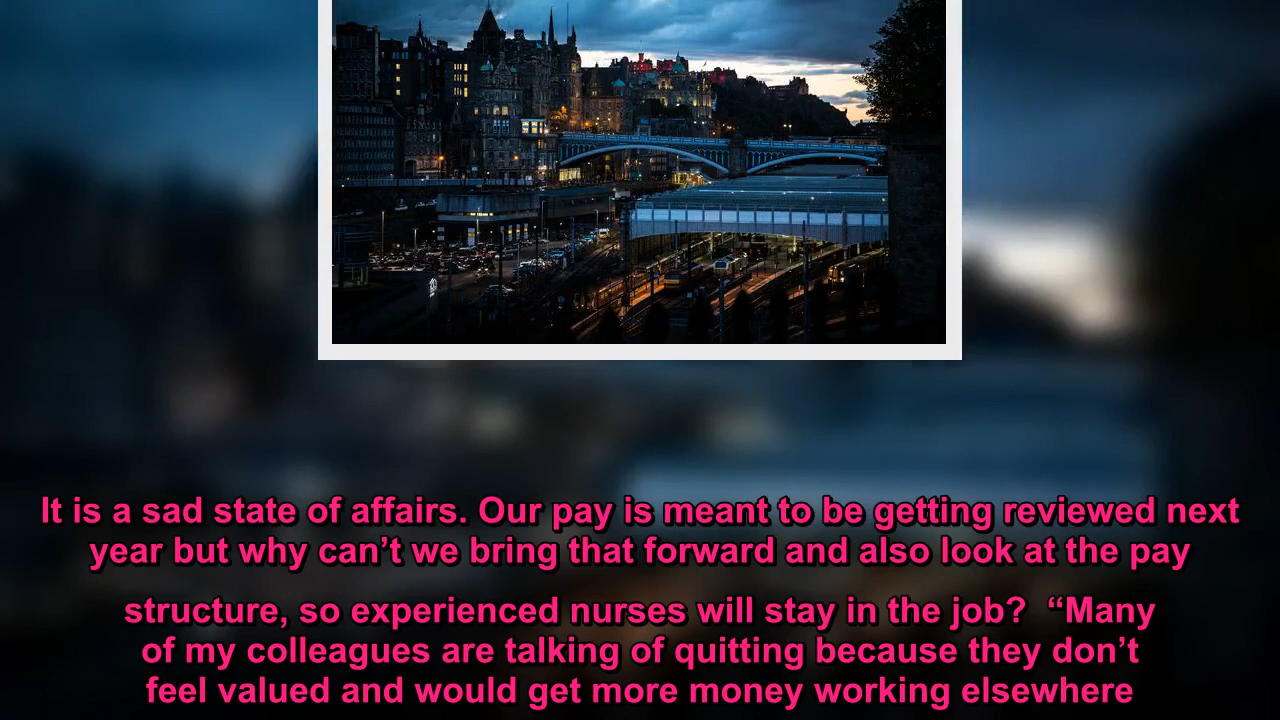 It is a sad state of affairs. Our pay is meant to be getting reviewed next
year but why can’t we bring that forward and also look at the pay
structure, so experienced nurses will stay in the job?  “Many
of my colleagues are talking of quitting because they don’t
feel valued and would get more money working elsewhere